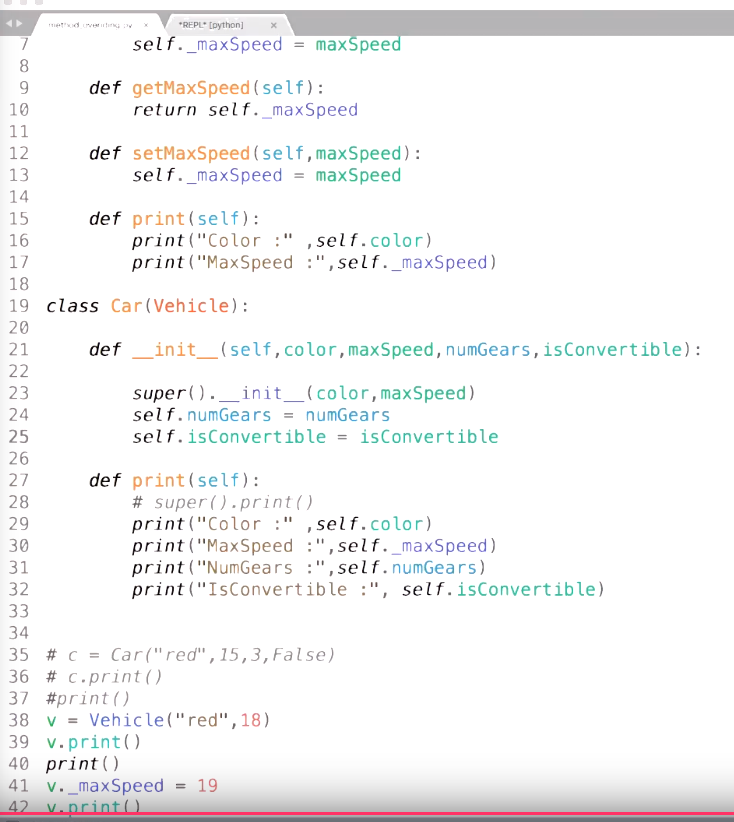 method_overiding.py × *REPL* [python] ×
7 self._maxSpeed = maxSpeed
8
9 def getMaxSpeed(self):
10 return self._maxSpeed
11
12 def setMaxSpeed(self,maxSpeed):
13 self._maxSpeed = maxSpeed
14
15 def print(self):
16 print("Color :" ,self.color)
17 print("MaxSpeed :",self._maxSpeed)
18
19 class Car(Vehicle):
20
21 def __init__(self,color,maxSpeed,numGears,isConvertible):
22
23 super().__init__(color,maxSpeed)
24 self.numGears = numGears
25 self.isConvertible = isConvertible
26
27 def print(self):
28 # super().print()
29 print("Color :" ,self.color)
30 print("MaxSpeed :",self._maxSpeed)
31 print("NumGears :",self.numGears)
32 print("IsConvertible :", self.isConvertible)
33
34
35 # c = Car("red",15,3,False)
36 # c.print()
37 #print()
38 v = Vehicle("red",18)
39 v.print()
40 print()
41 v._maxSpeed = 19
42 v.print()